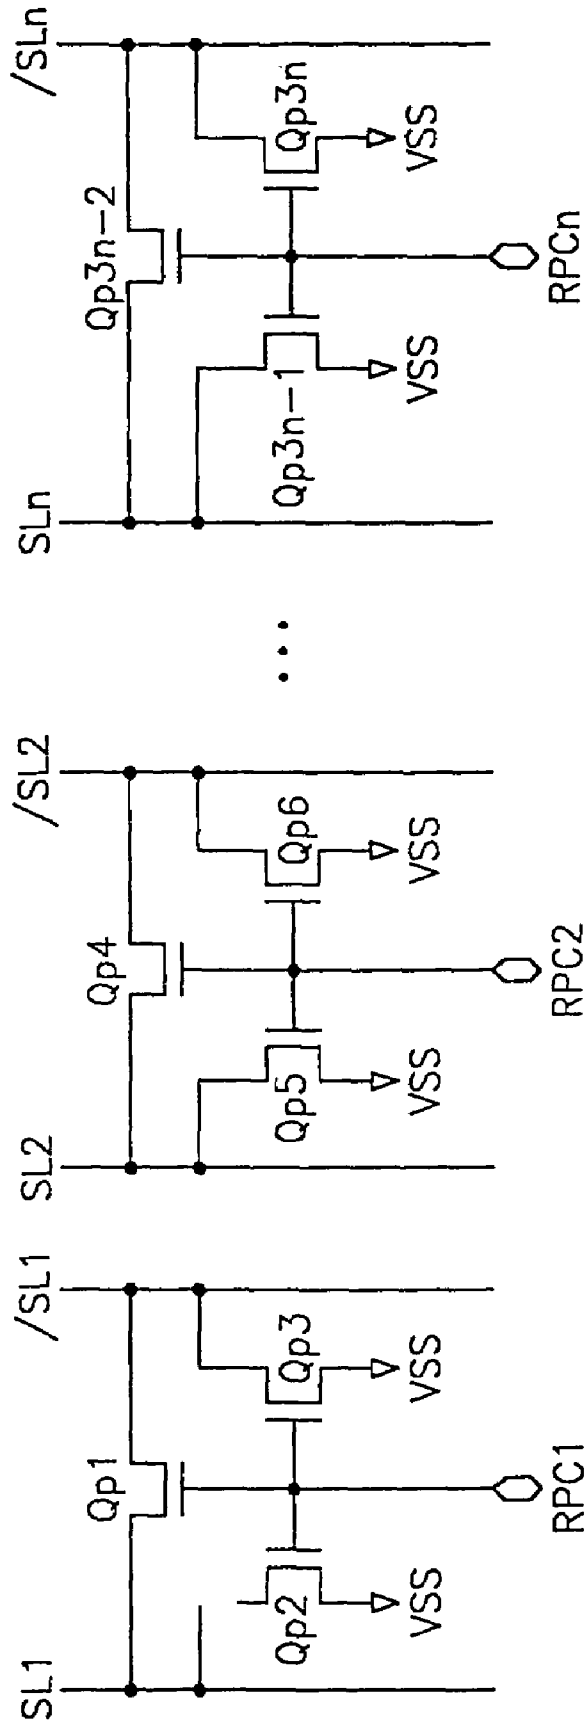 SL1
/SL1
SL2
/SL2
SLn
/SLn
Qp1
Qp4
Qp3n-2
Qp2
Qp3
Qp5
Qp6
Qp3n-1
Qp3n
VSS
VSS
VSS
VSS
VSS
VSS
RPC1
RPC2
RPCn
...